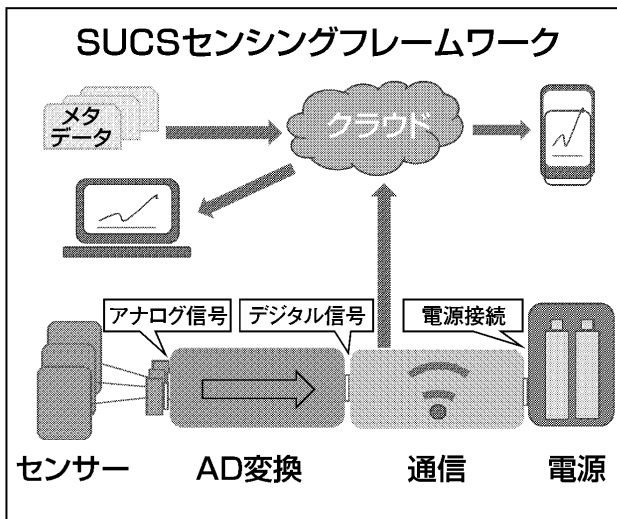 SUCSセンシングフレームワーク
メタ
データ
クラウド
アナログ信号
デジタル信号
電源接続
センサー
AD変換
通信
電源